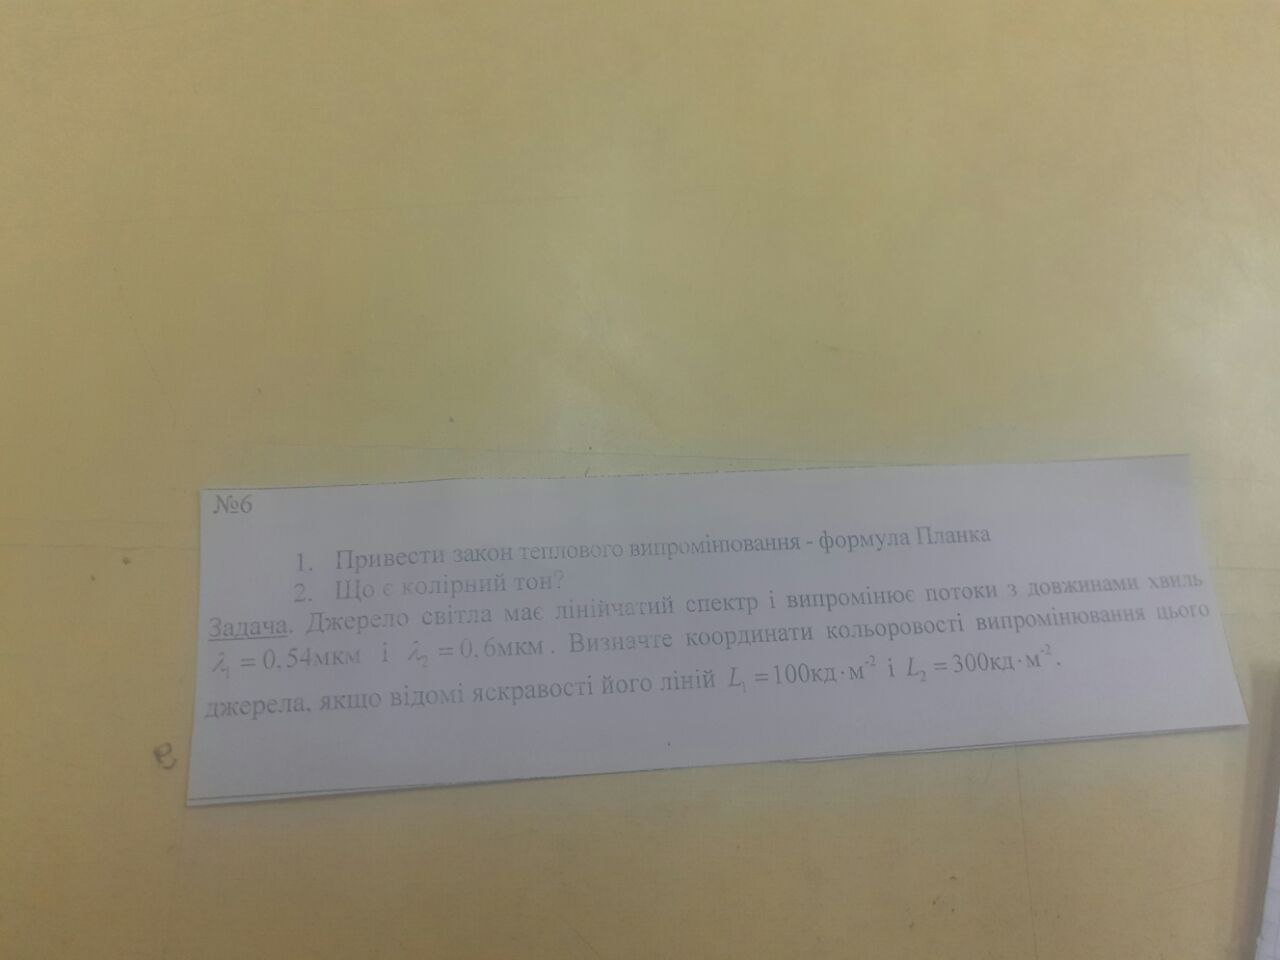 №6
1. Привести закон теплового випромінювання - формула Планка
2. Що є колірний тон?
Задача. Джерело світла має лінійчатий спектр і випромінює потоки з довжинами хвиль
λ₁ = 0.54мкм і λ₂ = 0.6мкм. Визначте координати кольоровості випромінювання цього
джерела, якщо відомі яскравості його ліній L₁ = 100кд·м⁻² і L₂ = 300кд·м⁻².